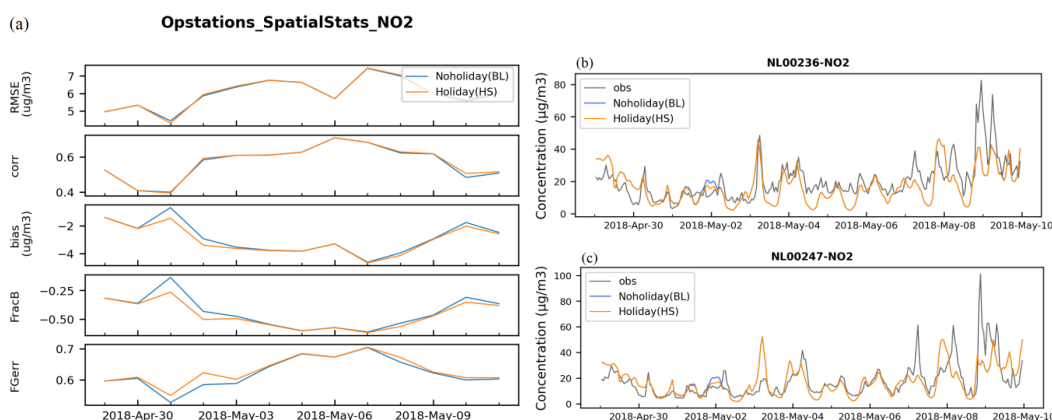 (a)
Opstations_SpatialStats_NO2
RMSE
(ug/m3)
7
6
5
Noholiday(BL)
Holiday(HS)
corr
0.6
0.4
bias
(ug/m3)
−2
−4
FracB
−0.25
−0.50
FGerr
0.7
0.6
2018-Apr-30
2018-May-03
2018-May-06
2018-May-09
(b)
NL00236-NO2
Concentration (μg/m3)
80
60
40
20
0
obs
Noholiday(BL)
Holiday(HS)
2018-Apr-30
2018-May-02
2018-May-04
2018-May-06
2018-May-08
2018-May-10
(c)
NL00247-NO2
Concentration (μg/m3)
100
80
60
40
20
0
obs
Noholiday(BL)
Holiday(HS)
2018-Apr-30
2018-May-02
2018-May-04
2018-May-06
2018-May-08
2018-May-10